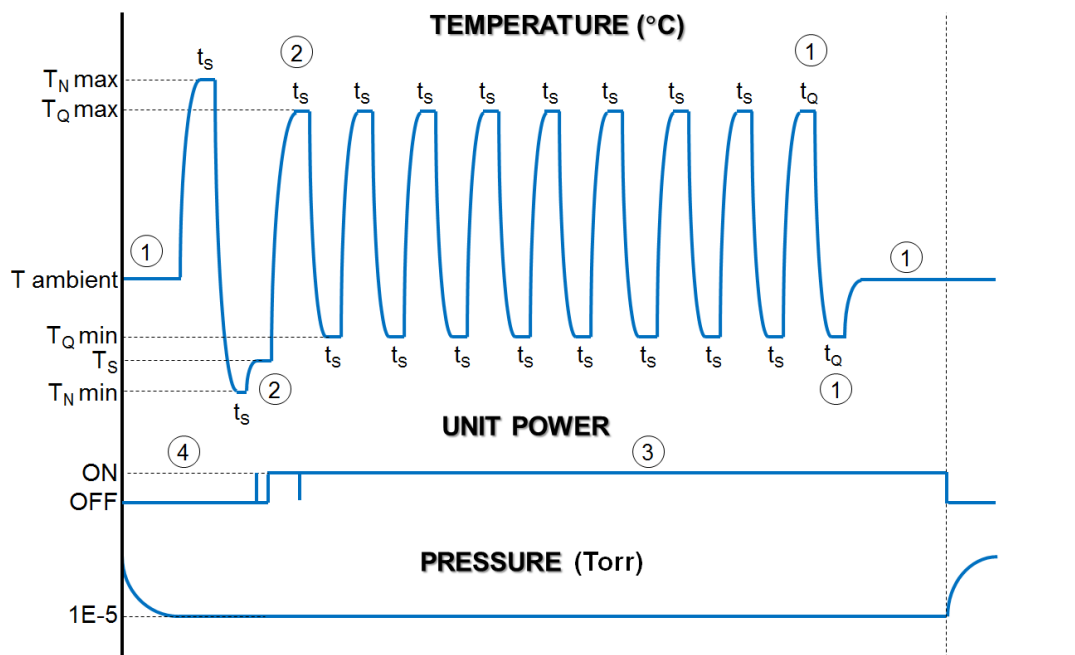 TEMPERATURE (°C)
tS
2
1
TN max
tS
tS
tS
tS
tS
tS
tS
tS
tQ
TQ max
1
1
T ambient
TQ min
tS
tS
tS
tS
tS
tS
tS
tS
tQ
TS
TN min
2
1
tS
UNIT POWER
4
3
ON
OFF
PRESSURE (Torr)
1E-5